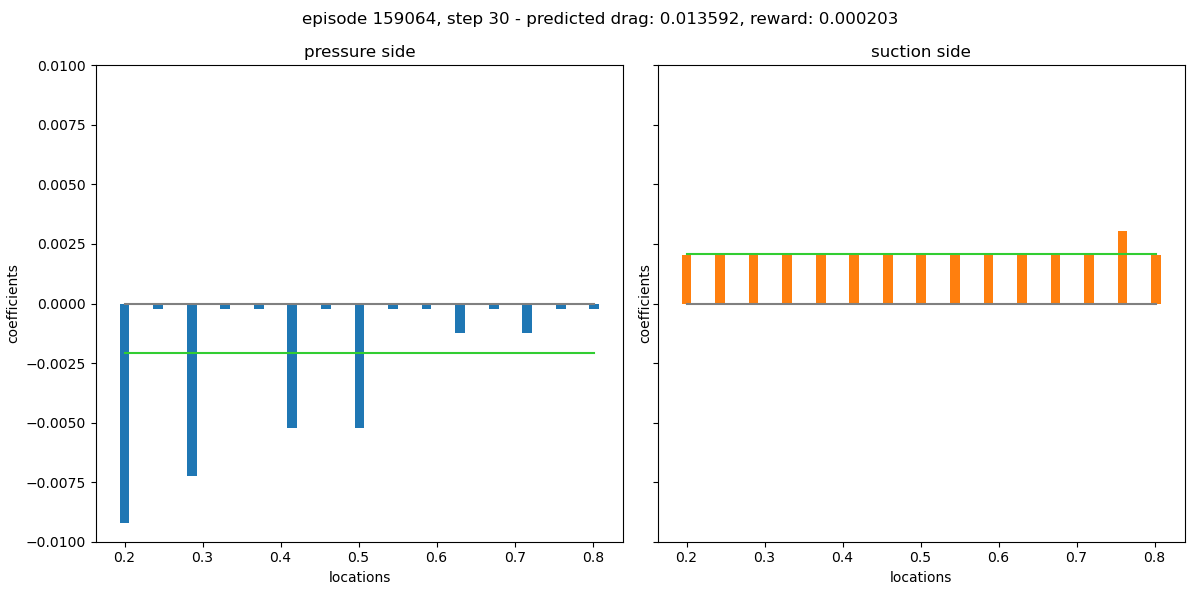 episode 159064, step 30 - predicted drag: 0.013592, reward: 0.000203
pressure side
suction side
0.0100
0.0075
0.0050
0.0025
0.0000
−0.0025
−0.0050
−0.0075
−0.0100
coefficients
coefficients
0.2 0.3 0.4 0.5 0.6 0.7 0.8
0.2 0.3 0.4 0.5 0.6 0.7 0.8
locations
locations